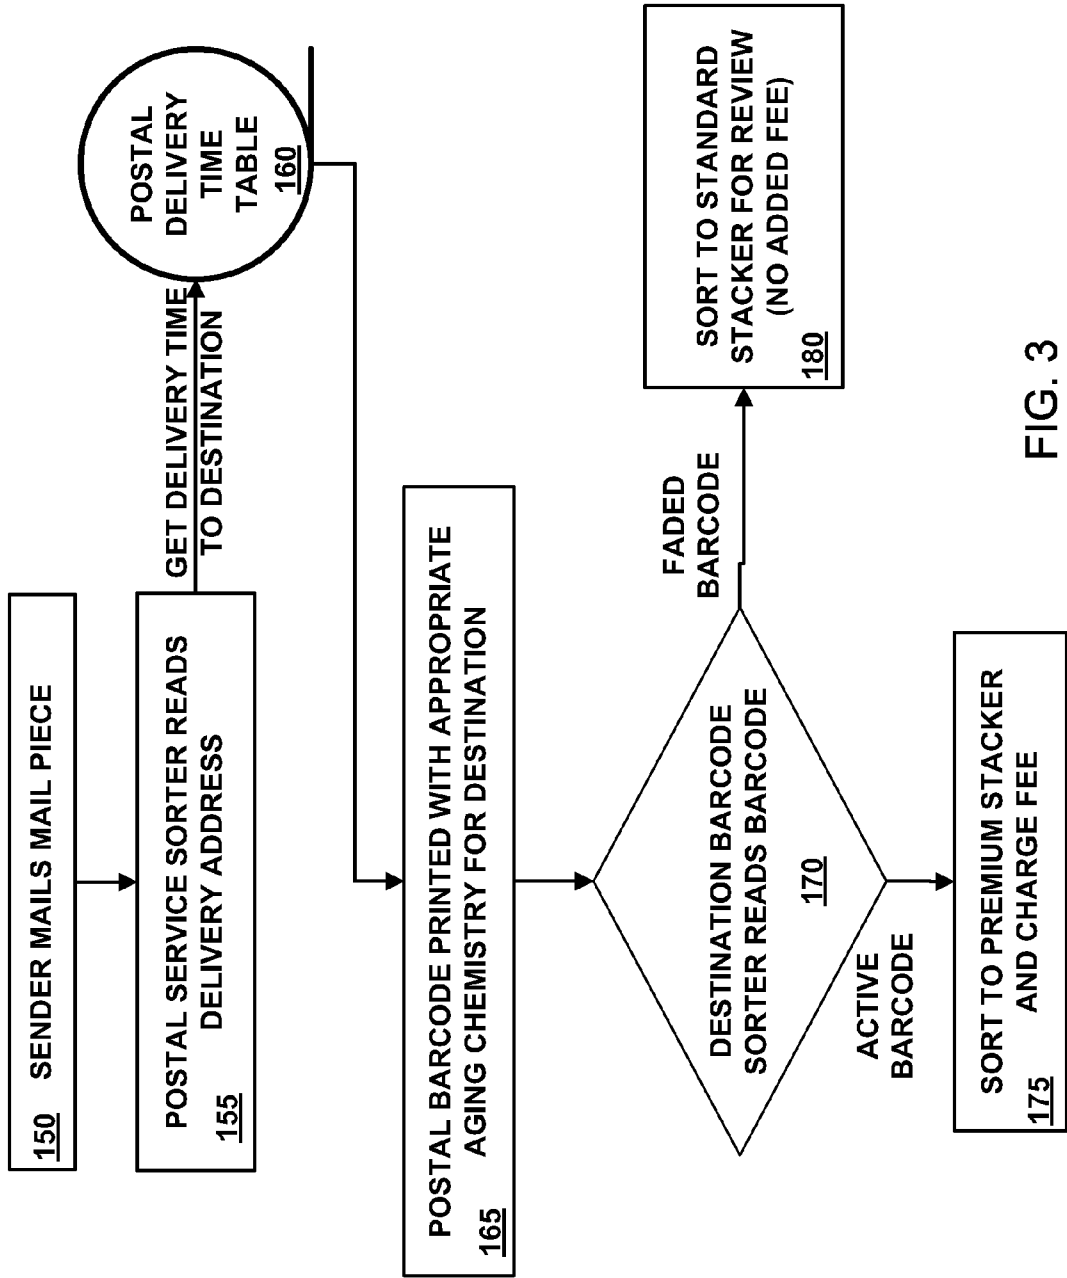 150
SENDER MAILS MAIL PIECE
155
POSTAL SERVICE SORTER READS
DELIVERY ADDRESS
GET DELIVERY TIME
TO DESTINATION
POSTAL
DELIVERY
TIME
TABLE
160
POSTAL BARCODE PRINTED WITH APPROPRIATE
AGING CHEMISTRY FOR DESTINATION
165
DESTINATION BARCODE
SORTER READS BARCODE
170
FADED
BARCODE
SORT TO STANDARD
STACKER FOR REVIEW
(NO ADDED FEE)
180
ACTIVE
BARCODE
SORT TO PREMIUM STACKER
AND CHARGE FEE
175
FIG. 3